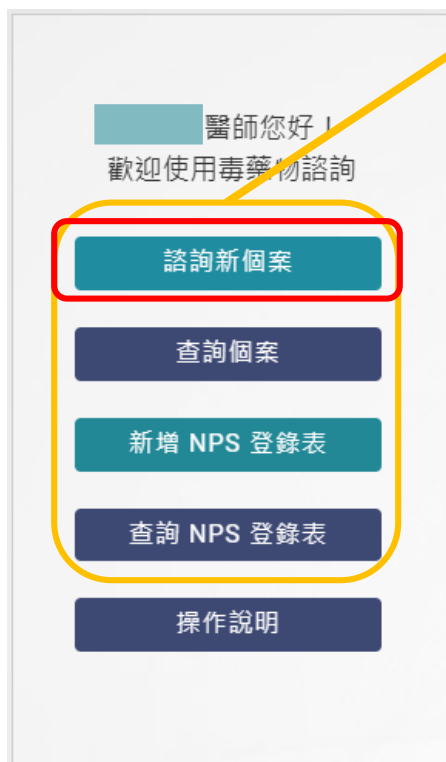 醫師您好！
歡迎使用毒藥物諮詢
諮詢新個案
查詢個案
新增 NPS 登錄表
查詢 NPS 登錄表
操作說明